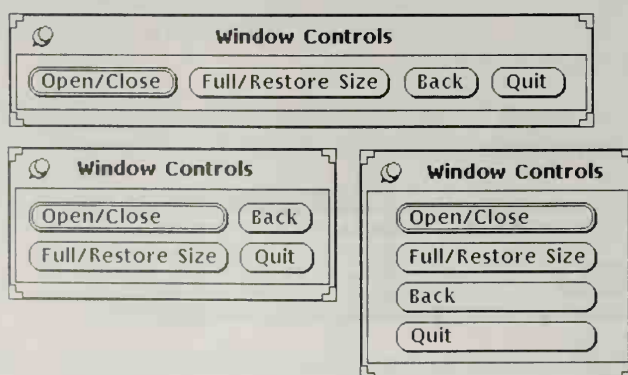 Window Controls
Open/Close Full/Restore Size Back Quit
Window Controls
Open/Close Back
Full/Restore Size Quit
Window Controls
Open/Close
Full/Restore Size
Back
Quit